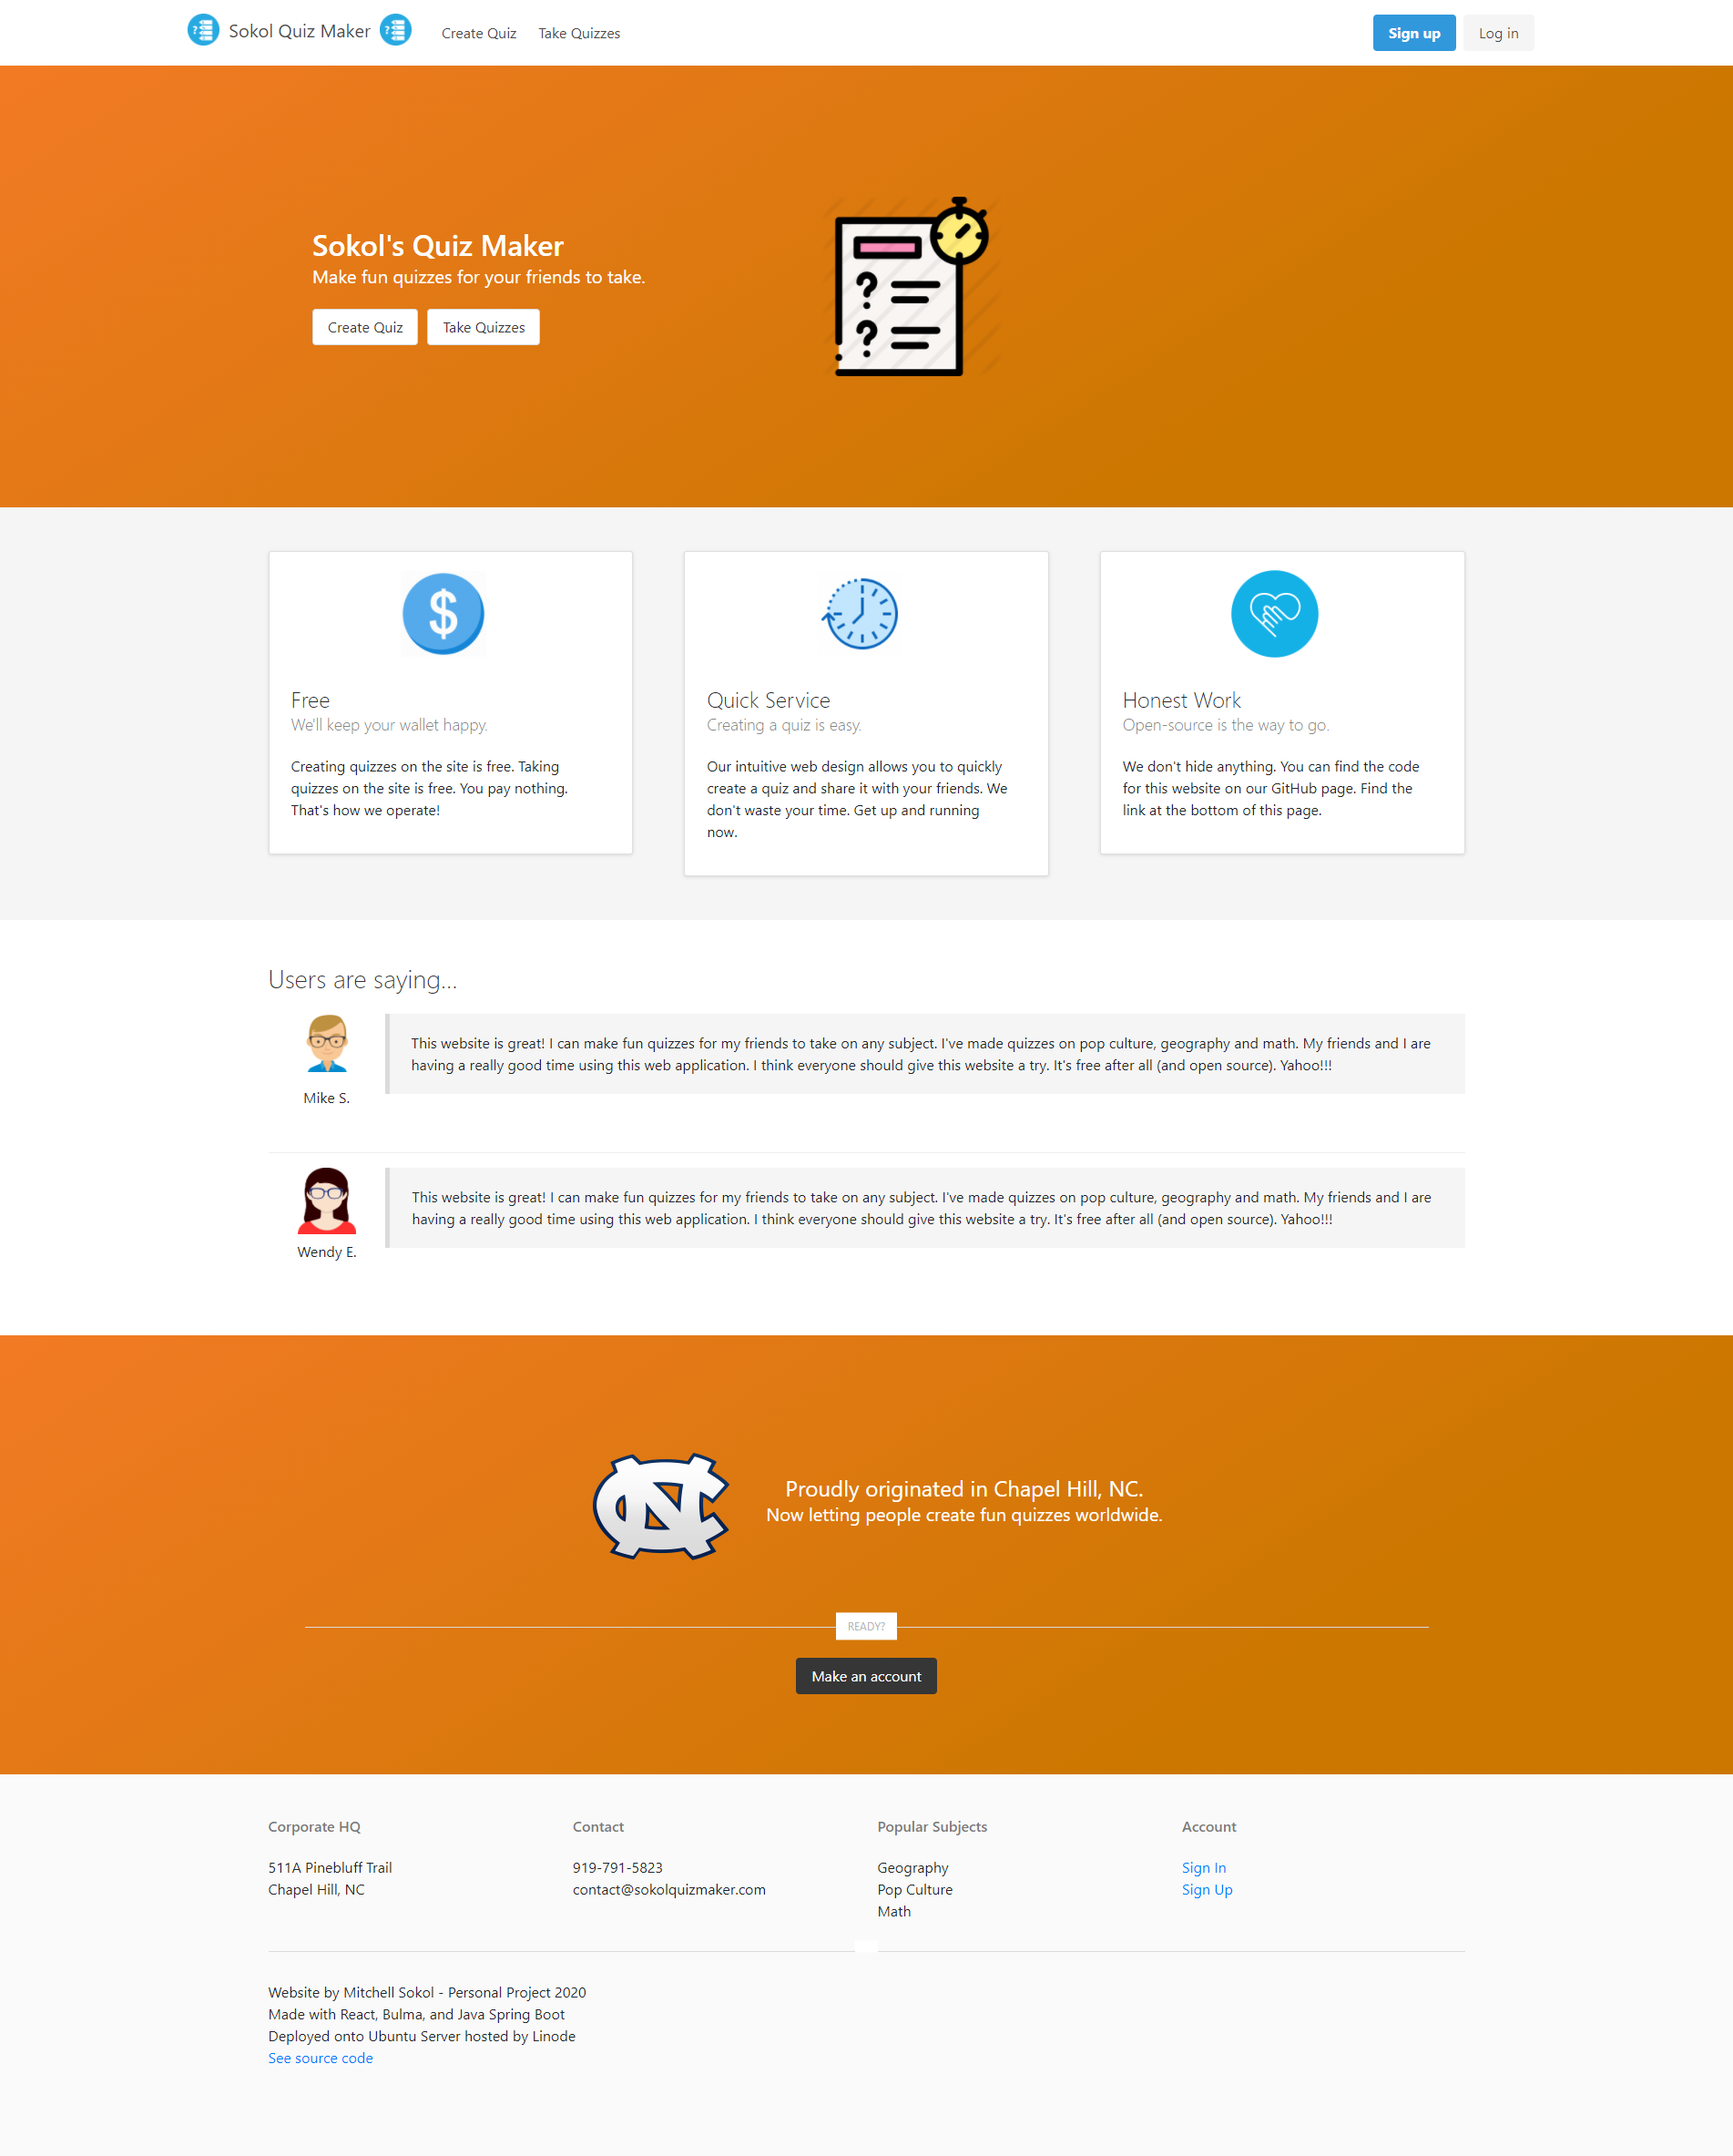 Sokol Quiz Maker
Create Quiz
Take Quizzes
Sign up
Log in
Sokol's Quiz Maker
Make fun quizzes for your friends to take.
Create Quiz
Take Quizzes
?
?
$
Free
We'll keep your wallet happy.
Creating quizzes on the site is free. Taking
quizzes on the site is free. You pay nothing.
That's how we operate!
Quick Service
Creating a quiz is easy.
Our intuitive web design allows you to quickly
create a quiz and share it with your friends. We
don't waste your time. Get up and running
now.
Honest Work
Open-source is the way to go.
We don't hide anything. You can find the code
for this website on our GitHub page. Find the
link at the bottom of this page.
Users are saying...
This website is great! I can make fun quizzes for my friends to take on any subject. I've made quizzes on pop culture, geography and math. My friends and I are
having a really good time using this web application. I think everyone should give this website a try. It's free after all (and open source). Yahoo!!!
Mike S.
This website is great! I can make fun quizzes for my friends to take on any subject. I've made quizzes on pop culture, geography and math. My friends and I are
having a really good time using this web application. I think everyone should give this website a try. It's free after all (and open source). Yahoo!!!
Wendy E.
NC
Proudly originated in Chapel Hill, NC.
Now letting people create fun quizzes worldwide.
READY?
Make an account
Corporate HQ
511A Pinebluff Trail
Chapel Hill, NC
Contact
919-791-5823
contact@sokolquizmaker.com
Popular Subjects
Geography
Pop Culture
Math
Account
Sign In
Sign Up
Website by Mitchell Sokol - Personal Project 2020
Made with React, Bulma, and Java Spring Boot
Deployed onto Ubuntu Server hosted by Linode
See source code